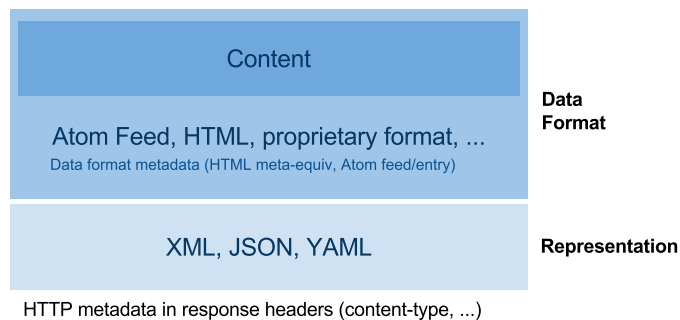 Content
Data
Format
Atom Feed, HTML, proprietary format, ...
Data format metadata (HTML meta-equiv, Atom feed/entry)
XML, JSON, YAML
Representation
HTTP metadata in response headers (content-type, ...)